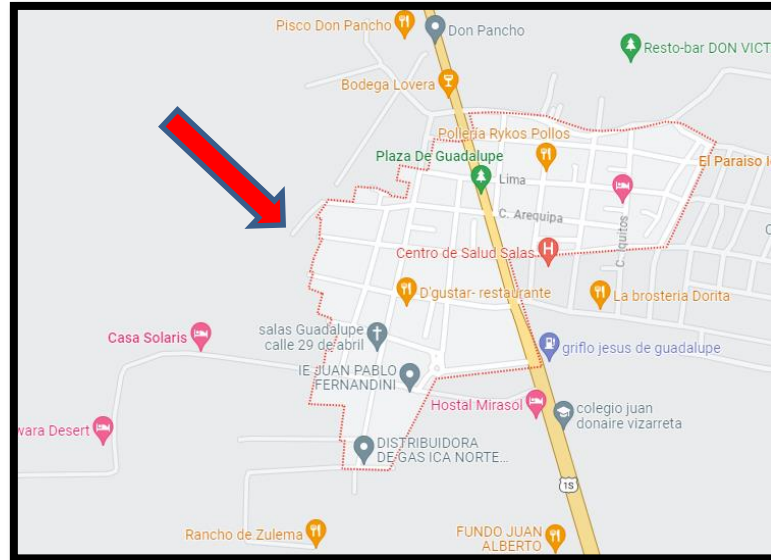 Pisco Don Pancho
Don Pancho
Resto-bar DON VICT
Bodega Lovera
Pollería Rykos Pollos
Plaza De Guadalupe
El Paraiso I
Lima
C. Arequipa
C. Iquitos
Centro de Salud Salas
D'gustar- restaurante
La brosteria Dorita
salas Guadalupe
calle 29 de abril
Casa Solaris
griflo jesus de guadalupe
IE JUAN PABLO
FERNANDINI
Hostal Mirasol
colegio juan
donaire vizarreta
wara Desert
DISTRIBUIDORA
DE GAS ICA NORTE...
1S
Rancho de Zulema
FUNDO JUAN
ALBERTO